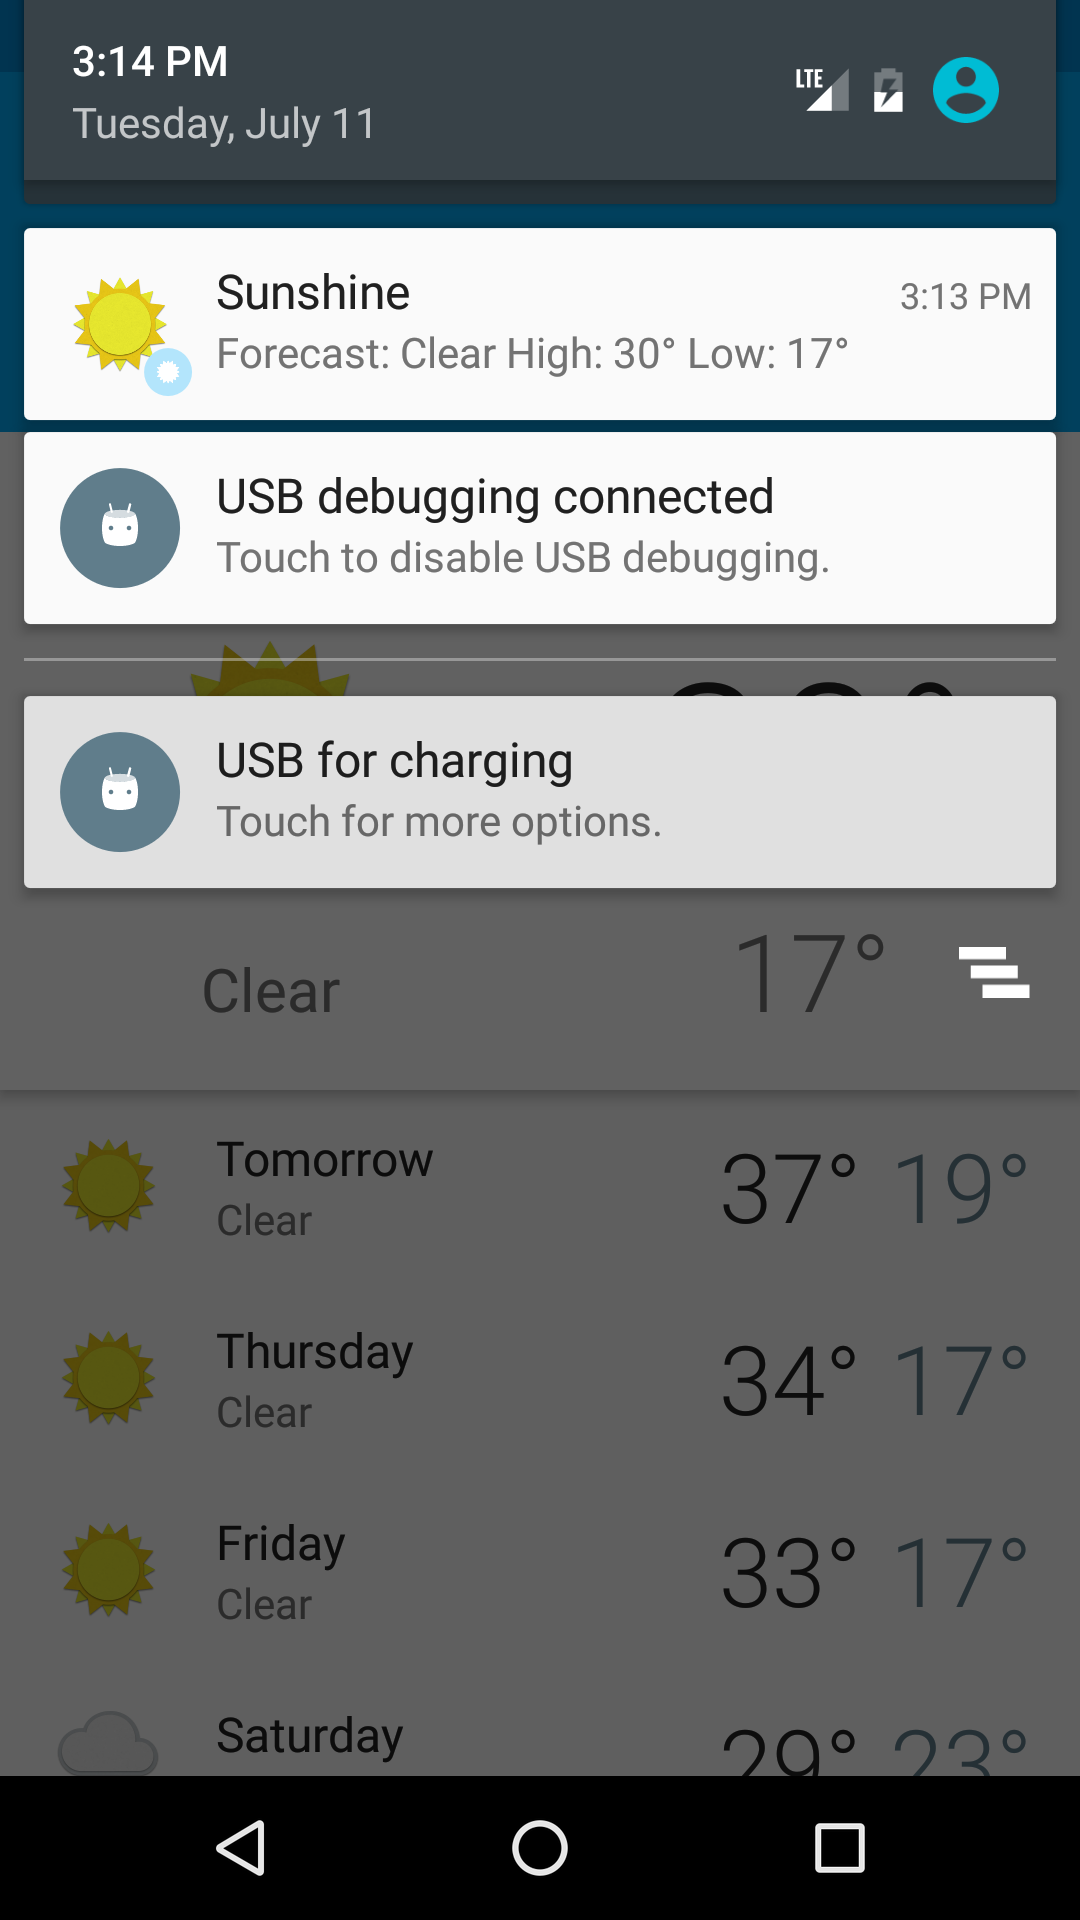 3:14 PM
LTE
Tuesday, July 11
Sunshine 3:13 PM
Forecast: Clear High: 30° Low: 17°
USB debugging connected
Touch to disable USB debugging.
USB for charging
Touch for more options.
Clear 17°
Tomorrow
Clear
37° 19°
Thursday
Clear
34° 17°
Friday
Clear
33° 17°
Saturday
29° 23°